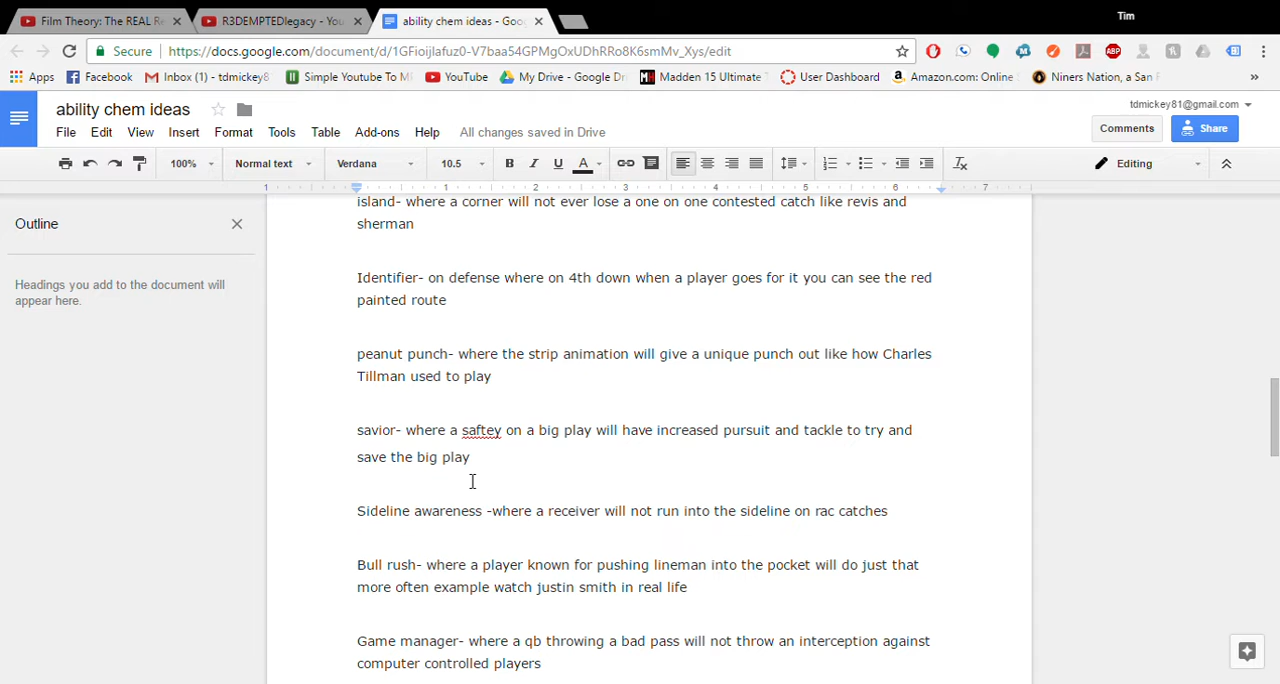 Tim
Film Theory: The REAL R
R3DEMPTEDlegacy - You
ability chem ideas - Goo
Secure
https://docs.google.com/document/d/1GFioijlafuz0-V7baa54GPMgOxUDhRRo8K6smMv_Xys/edit
Apps
Facebook
Inbox (1) - tdmickey8
Simple Youtube To M
YouTube
My Drive - Google Dr
Madden 15 Ultimate
User Dashboard
Amazon.com: Online
Niners Nation, a San
»
ability chem ideas
tdmickey81@gmail.com
File Edit View Insert Format Tools Table Add-ons Help All changes saved in Drive
Comments
Share
100% Normal text Verdana 10.5 B I U A Editing
1 1 2 3 4 5 6 7
Outline
Headings you add to the document will
appear here.
island- where a corner will not ever lose a one on one contested catch like revis and
sherman
Identifier- on defense where on 4th down when a player goes for it you can see the red
painted route
peanut punch- where the strip animation will give a unique punch out like how Charles
Tillman used to play
savior- where a saftey on a big play will have increased pursuit and tackle to try and
save the big play
Sideline awareness -where a receiver will not run into the sideline on rac catches
Bull rush- where a player known for pushing lineman into the pocket will do just that
more often example watch justin smith in real life
Game manager- where a qb throwing a bad pass will not throw an interception against
computer controlled players